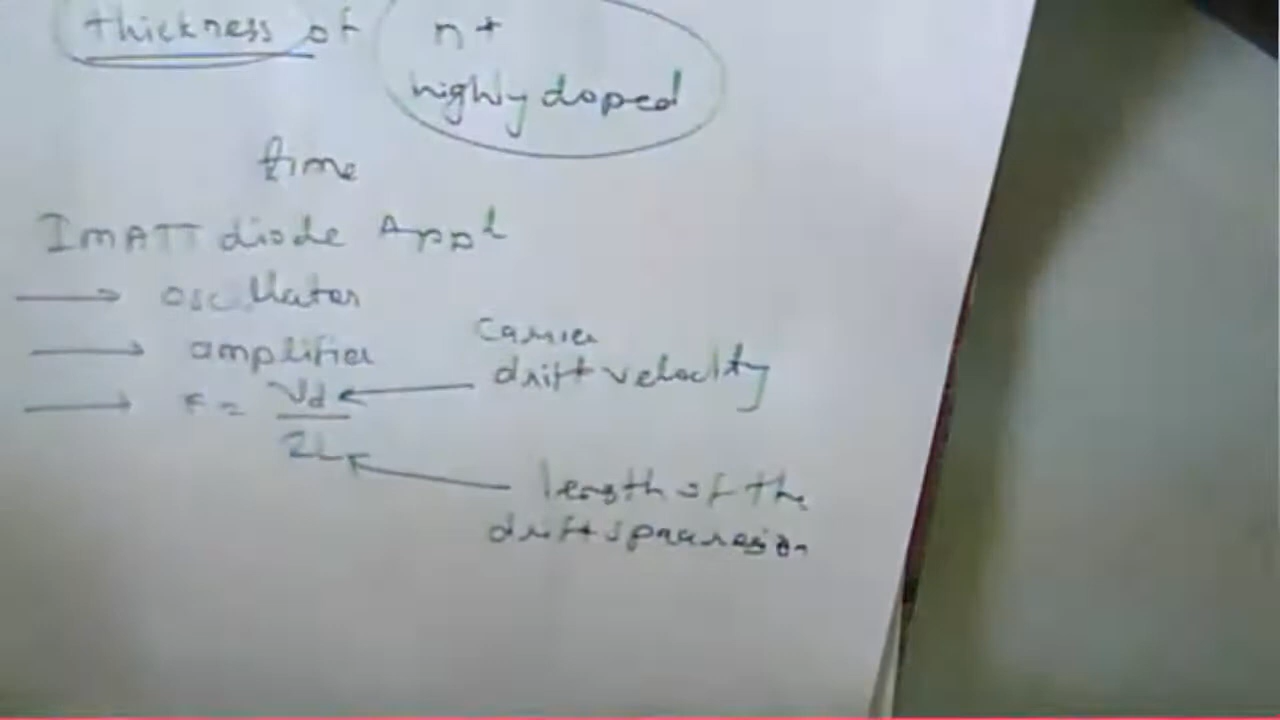 thickness of n+
highly doped
time
IMPATT diode Appl
→ oscillator
→ amplifier
carrier
drift velocity
→ F = Vd
2L
length of the
drift space region